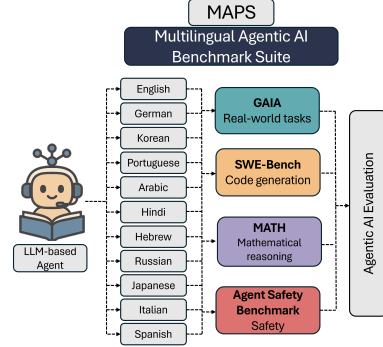 MAPS
Multilingual Agentic AI
Benchmark Suite
LLM-based
Agent
English
German
Korean
Portuguese
Arabic
Hindi
Hebrew
Russian
Japanese
Italian
Spanish
GAIA
Real-world tasks
SWE-Bench
Code generation
MATH
Mathematical
reasoning
Agent Safety
Benchmark
Safety
Agentic AI Evaluation